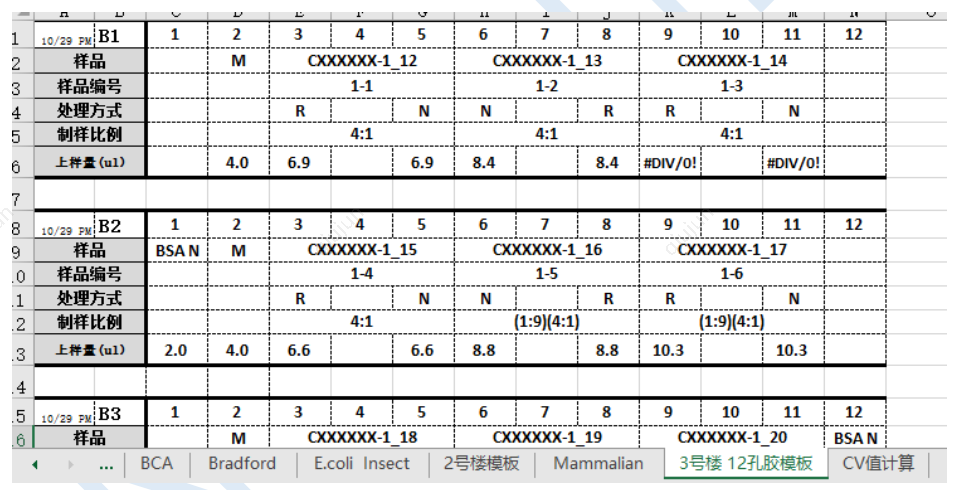 A B C D E F G H I J K L M N O
1 10/29 PM B1 1 2 3 4 5 6 7 8 9 10 11 12
2 样品 M CXXXXXX-1_12 CXXXXXX-1_13 CXXXXXX-1_14
3 样品编号 1-1 1-2 1-3
4 处理方式 R N N R R N
5 制样比例 4:1 4:1 4:1
6 上样量(ul) 4.0 6.9 6.9 8.4 8.4 #DIV/0! #DIV/0!
7
8 10/29 PM B2 1 2 3 4 5 6 7 8 9 10 11 12
9 样品 BSA N M CXXXXXX-1_15 CXXXXXX-1_16 CXXXXXX-1_17
0 样品编号 1-4 1-5 1-6
1 处理方式 R N N R R N
2 制样比例 4:1 (1:9)(4:1) (1:9)(4:1)
3 上样量(ul) 2.0 4.0 6.6 6.6 8.8 8.8 10.3 10.3
4
5 10/29 PM B3 1 2 3 4 5 6 7 8 9 10 11 12
6 样品 M CXXXXXX-1_18 CXXXXXX-1_19 CXXXXXX-1_20 BSA N
... BCA Bradford E.coli Insect 2号楼模板 Mammalian 3号楼 12孔胶模板 CV值计算